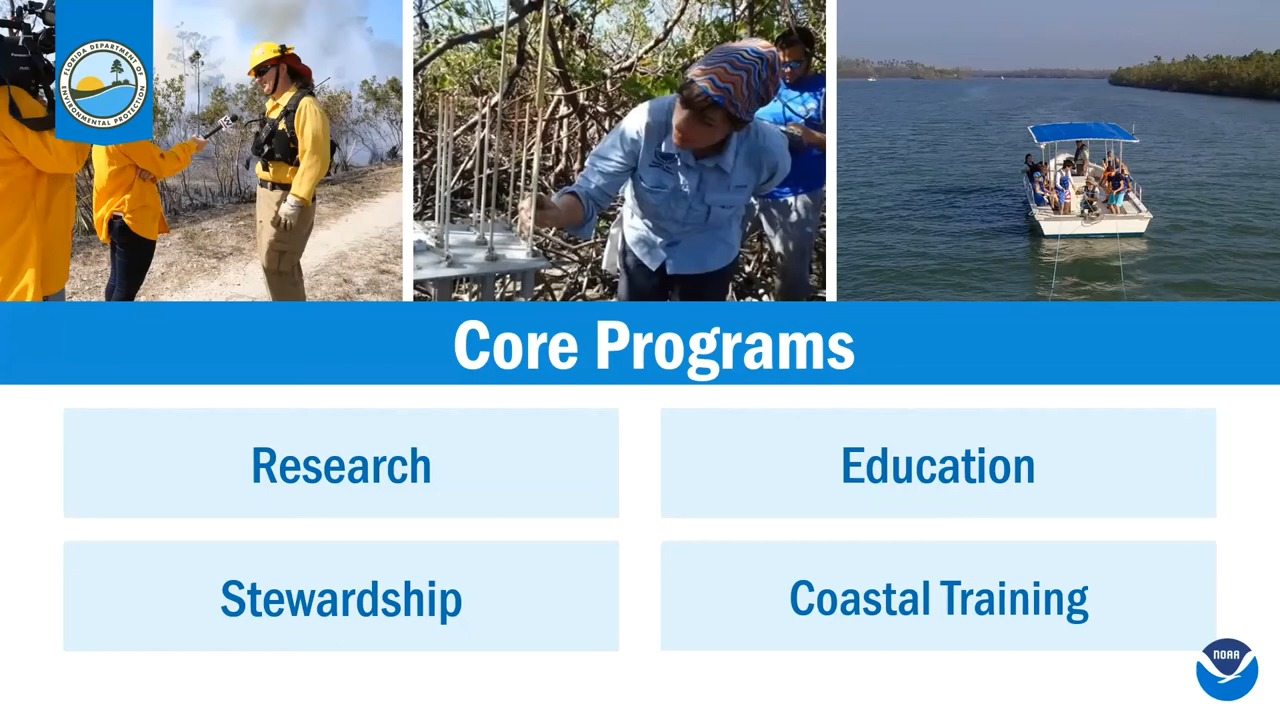 FLORIDA DEPARTMENT OF
ENVIRONMENTAL PROTECTION
Core Programs
Research
Education
Stewardship
Coastal Training
NOAA